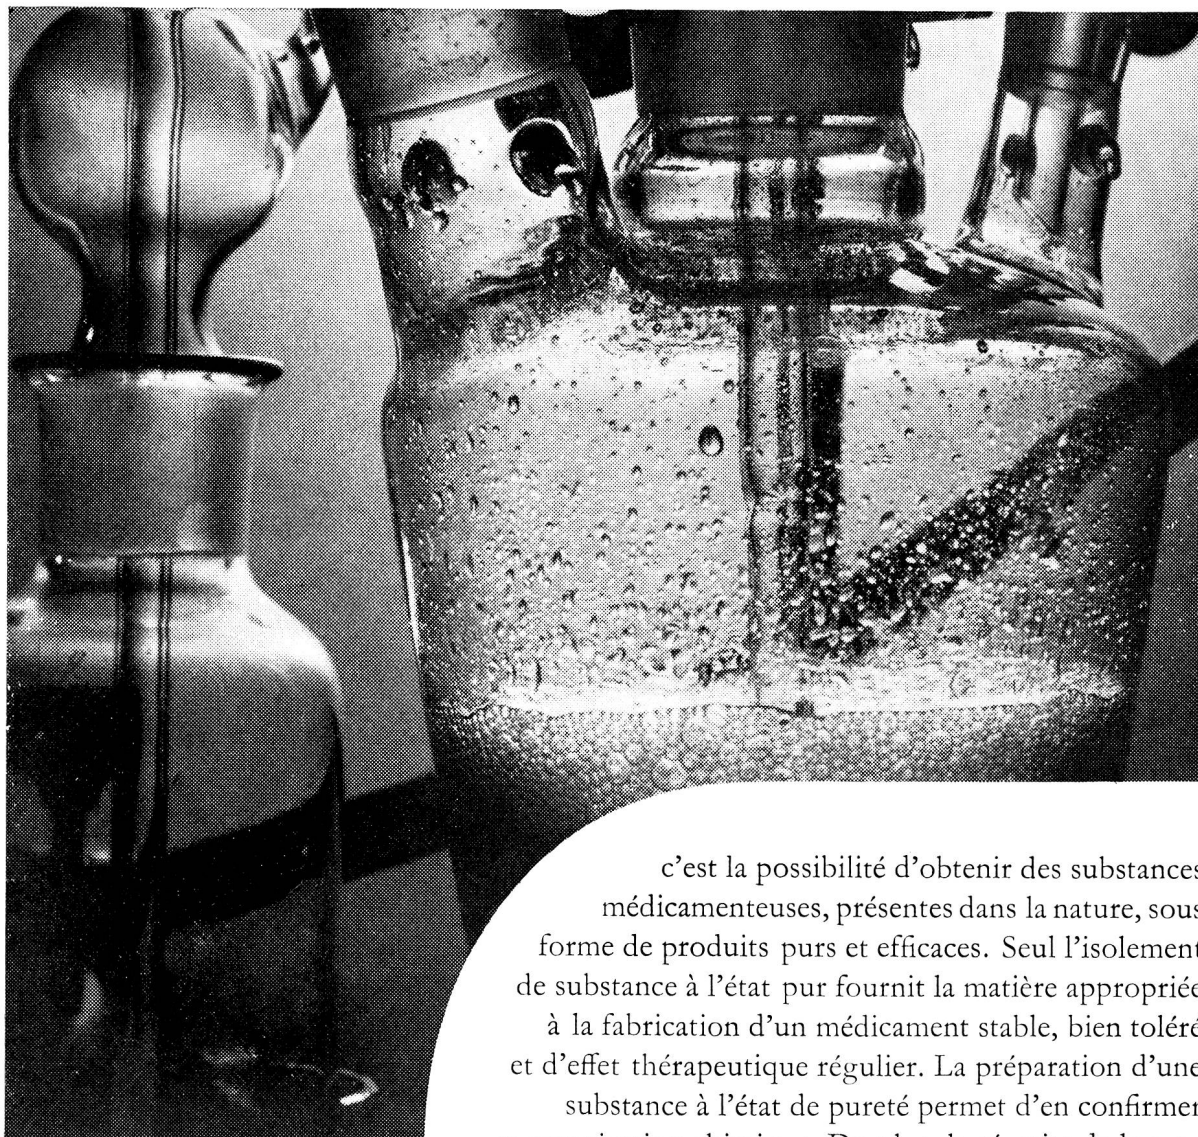 c’est la possibilité d’obtenir des substances
médicamenteuses, présentes dans la nature, sous
forme de produits purs et efficaces. Seul l’isolement
de substance à l’état pur fournit la matière appropriée
à la fabrication d’un médicament stable, bien toléré
et d’effet thérapeutique régulier. La préparation d’une
substance à l’état de pureté permet d’en confirmer